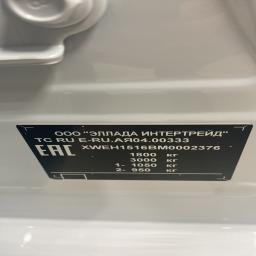 ООО "ЭЛЛАДА ИНТЕРТРЕЙД"
ТС RU Е-RU.АЯ04.00333
EAC XWEH1516BM0002376
1800 кг
3000 кг
1- 1050 кг
2- 950 кг